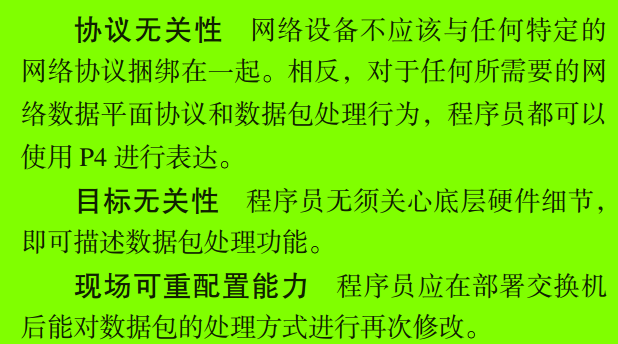 协议无关性　网络设备不应该与任何特定的
网络协议捆绑在一起。相反，对于任何所需要的网
络数据平面协议和数据包处理行为，程序员都可以
使用 P4 进行表达。
目标无关性　程序员无须关心底层硬件细节，
即可描述数据包处理功能。
现场可重配置能力　程序员应在部署交换机
后能对数据包的处理方式进行再次修改。